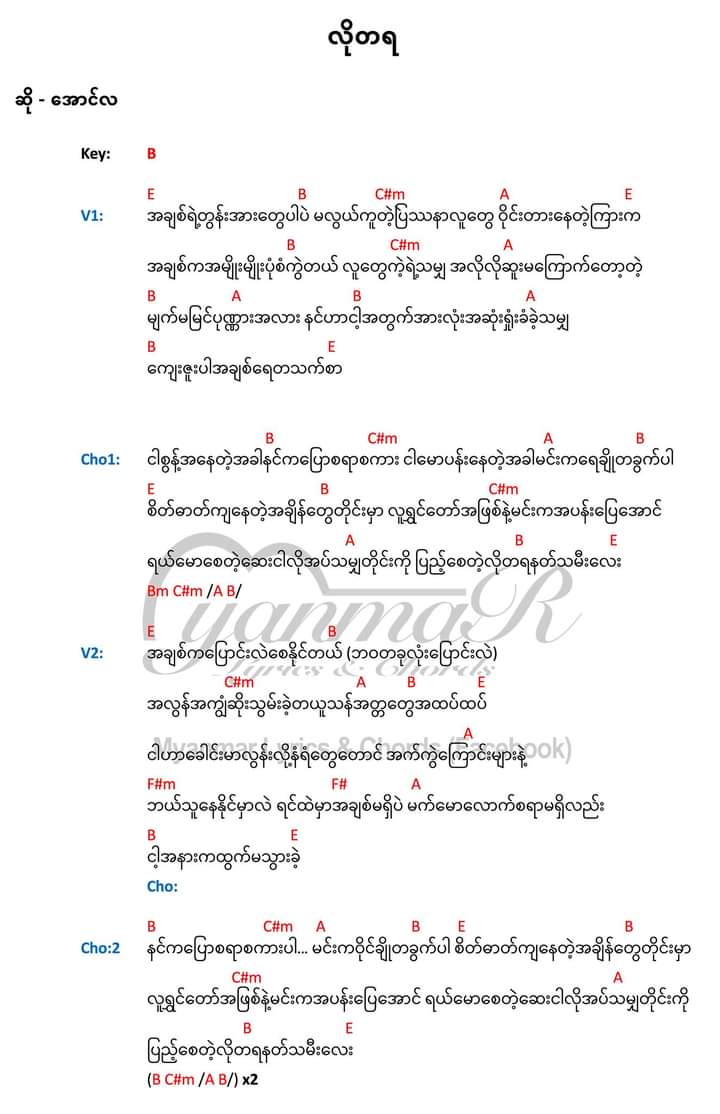 လိုတရ
ဆို - အောင်လ
Key: B
E B C#m A E
V1: အချစ်ရဲ့တွန်းအားတွေပါပဲ မလွယ်ကူတဲ့ပြဿနာလူတွေ ဝိုင်းတားနေတဲ့ကြားက
B C#m A
အချစ်ကအမျိုးမျိုးပုံစံကွဲတယ် လူတွေကဲ့ရဲ့သမျှ အလိုလိုဆူးမကြောက်တော့တဲ့
B A B A
မျက်မမြင်ပုဏ္ဏားအလား နင်ဟာငါ့အတွက်အားလုံးအဆုံးရှုံးခံခဲ့သမျှ
B E
ကျေးဇူးပါအချစ်ရေတသက်စာ
B C#m A B
Cho1: ငါစွန့်အနေတဲ့အခါနင်ကပြောစရာစကား ငါမောပန်းနေတဲ့အခါမင်းကရေချိုတခွက်ပါ
E B C#m
စိတ်ဓာတ်ကျနေတဲ့အချိန်တွေတိုင်းမှာ လူရွှင်တော်အဖြစ်နဲ့မင်းကအပန်းပြေအောင်
A B E
ရယ်မောစေတဲ့ဆေးငါလိုအပ်သမျှတိုင်းကို ပြည့်စေတဲ့လိုတရနတ်သမီးလေး
Bm C#m /A B/
E B
V2: အချစ်ကပြောင်းလဲစေနိုင်တယ် (ဘဝတခုလုံးပြောင်းလဲ)
C#m A B E
အလွန်အကျွံဆိုးသွမ်းခဲ့တယူသန်အတ္တတွေအထပ်ထပ်
A
ငါဟာခေါင်းမာလွန်းလို့နံရံတွေတောင် အက်ကွဲကြောင်းများနဲ့
F#m F# A
ဘယ်သူနေနိုင်မှာလဲ ရင်ထဲမှာအချစ်မရှိပဲ မက်မောလောက်စရာမရှိလည်း
B E
ငါ့အနားကထွက်မသွားခဲ့
Cho:
B C#m A B E B
Cho:2 နင်ကပြောစရာစကားပါ... မင်းကဝိုင်ချိုတခွက်ပါ စိတ်ဓာတ်ကျနေတဲ့အချိန်တွေတိုင်းမှာ
C#m A
လူရွှင်တော်အဖြစ်နဲ့မင်းကအပန်းပြေအောင် ရယ်မောစေတဲ့ဆေးငါလိုအပ်သမျှတိုင်းကို
B E
ပြည့်စေတဲ့လိုတရနတ်သမီးလေး
(B C#m /A B/) x2
MyanmaR
Lyrics & Chords
Myanmar Lyrics & Chords (Facebook)